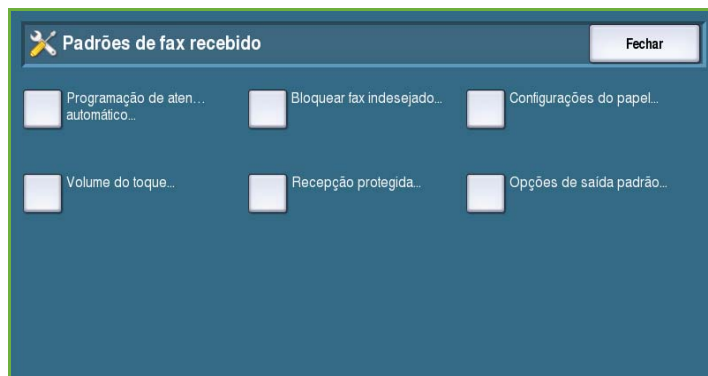 Padrões de fax recebido
Fechar
Programação de aten...
automático...
Bloquear fax indesejado...
Configurações do papel...
Volume do toque...
Recepção protegida...
Opções de saída padrão...